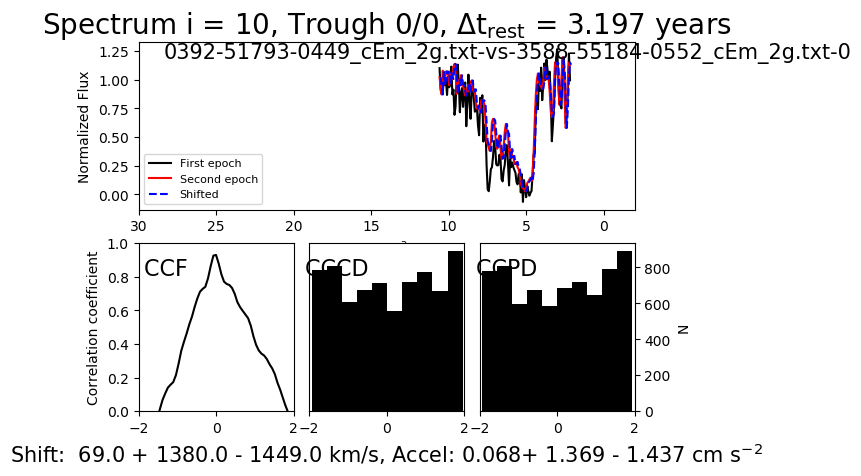 Spectrum i = 10, Trough 0/0, Δt_rest = 3.197 years
0392-51793-0449_cEm_2g.txt-vs-3588-55184-0552_cEm_2g.txt-0
Normalized Flux
1.25
1.00
0.75
0.50
0.25
0.00
First epoch
Second epoch
Shifted
30 25 20 15 10 5 0
Correlation coefficient
1.0
0.8
0.6
0.4
0.2
0.0
CCF
CCCD
CCPD
800
600
400
200
0
N
−2 0 2
−2 0 2
−2 0 2
Shift: 69.0 + 1380.0 - 1449.0 km/s, Accel: 0.068+ 1.369 - 1.437 cm s⁻²